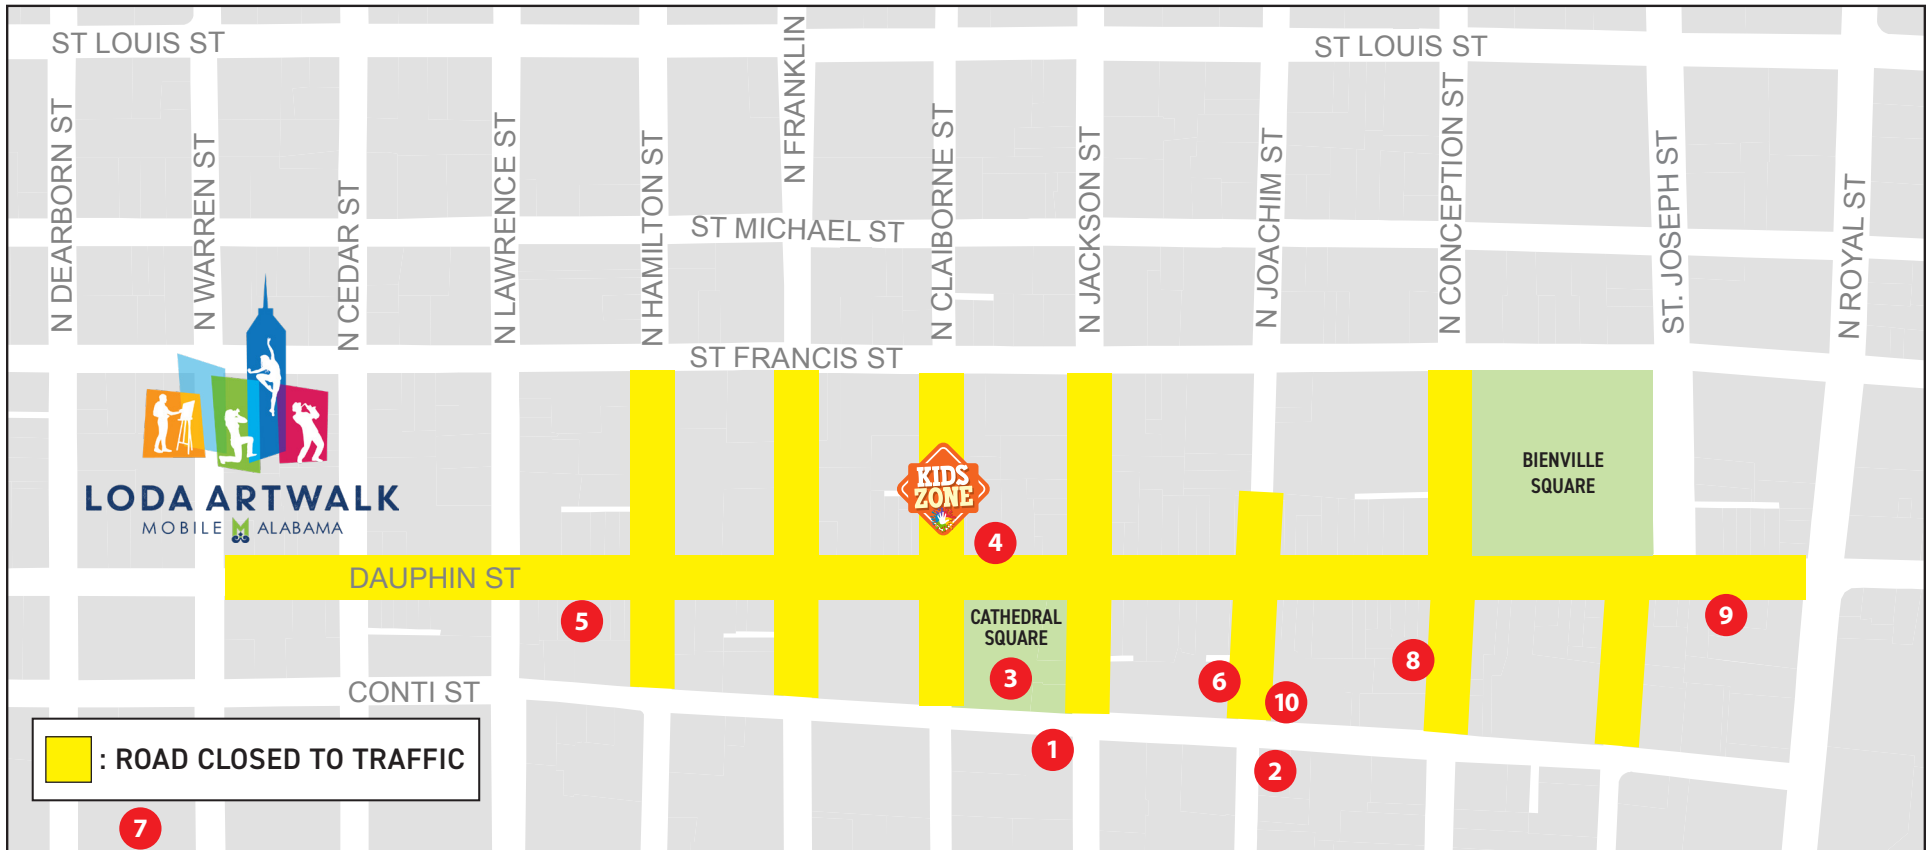 ST LOUIS ST
ST LOUIS ST
N DEARBORN ST
N WARREN ST
N CEDAR ST
N LAWRENCE ST
N HAMILTON ST
N FRANKLIN
N CLAIBORNE ST
N JACKSON ST
N JOACHIM ST
N CONCEPTION ST
ST. JOSEPH ST
N ROYAL ST
ST MICHAEL ST
ST FRANCIS ST
LODA ARTWALK
MOBILE ALABAMA
KIDS
ZONE
BIENVILLE
SQUARE
4
DAUPHIN ST
5
CATHEDRAL
SQUARE
3
6
10
8
9
CONTI ST
1
2
: ROAD CLOSED TO TRAFFIC
7